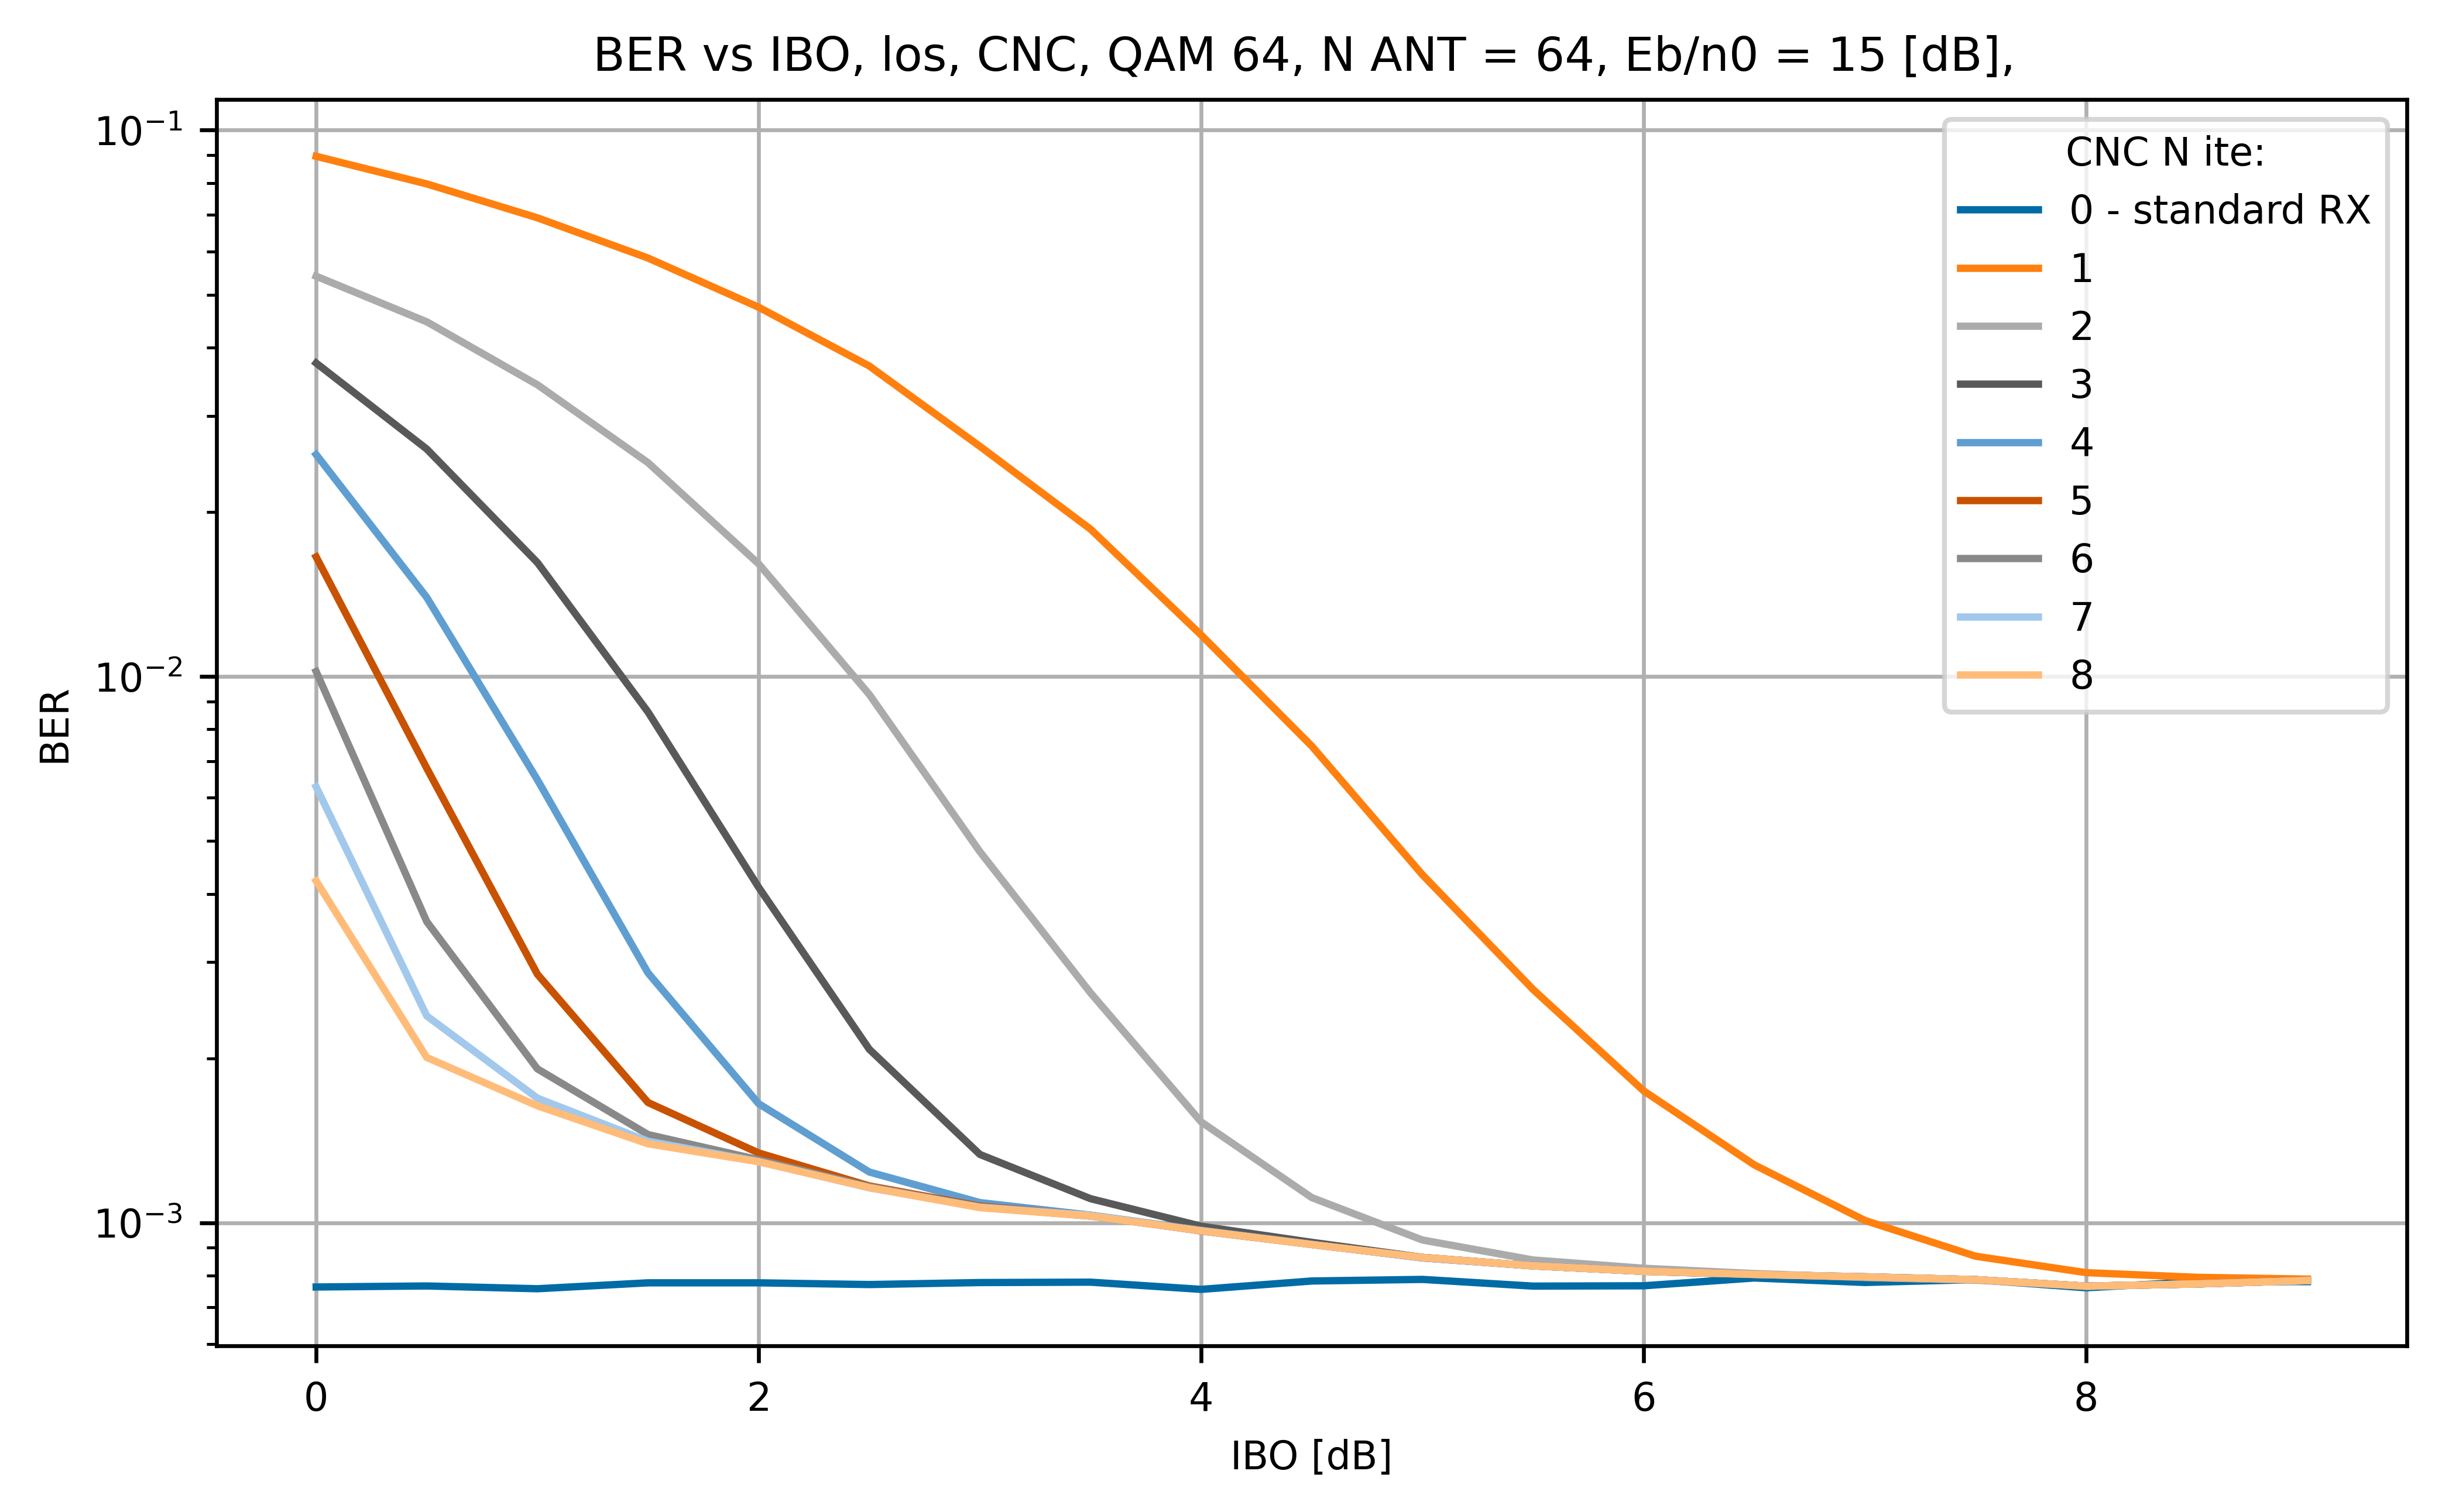 BER vs IBO, los, CNC, QAM 64, N ANT = 64, Eb/n0 = 15 [dB],
10⁻¹
10⁻²
10⁻³
BER
CNC N ite:
0 - standard RX
1
2
3
4
5
6
7
8
0 2 4 6 8
IBO [dB]